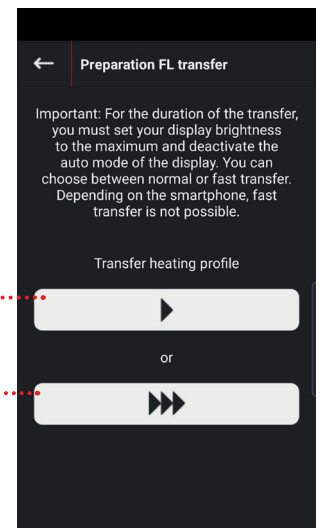 Preparation FL transfer
Important: For the duration of the transfer,
you must set your display brightness
to the maximum and deactivate the
auto mode of the display. You can
choose between normal or fast transfer.
Depending on the smartphone, fast
transfer is not possible.
Transfer heating profile
or